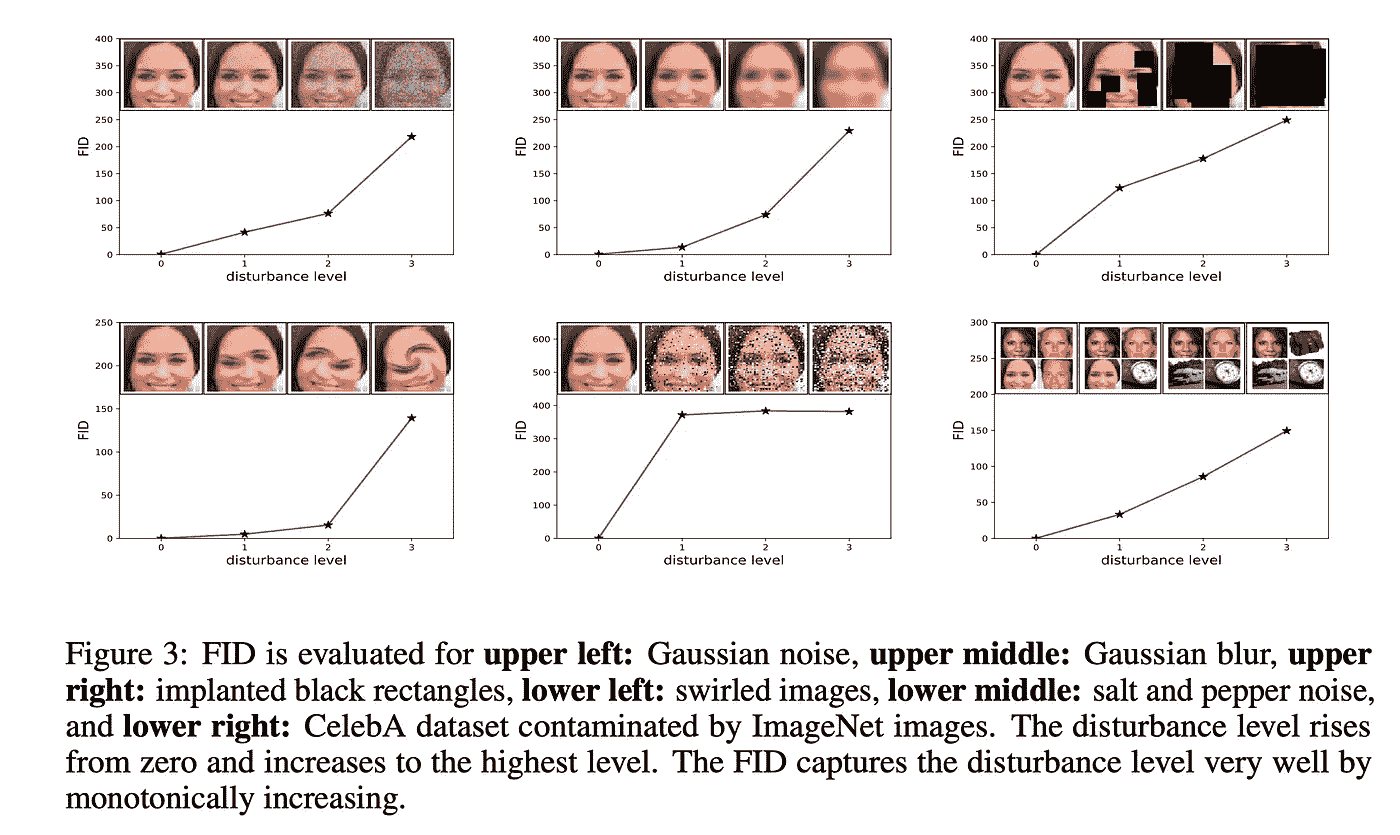 400
350
300
250
200
150
100
50
0
FID
0 1 2 3
disturbance level
400
350
300
250
200
150
100
50
0
FID
0 1 2 3
disturbance level
400
350
300
250
200
150
100
50
0
FID
0 1 2 3
disturbance level
250
200
150
100
50
0
FID
0 1 2 3
disturbance level
600
500
400
300
200
100
0
FID
0 1 2 3
disturbance level
300
250
200
150
100
50
0
FID
0 1 2 3
disturbance level
Figure 3: FID is evaluated for upper left: Gaussian noise, upper middle: Gaussian blur, upper
right: implanted black rectangles, lower left: swirled images, lower middle: salt and pepper noise,
and lower right: CelebA dataset contaminated by ImageNet images. The disturbance level rises
from zero and increases to the highest level. The FID captures the disturbance level very well by
monotonically increasing.